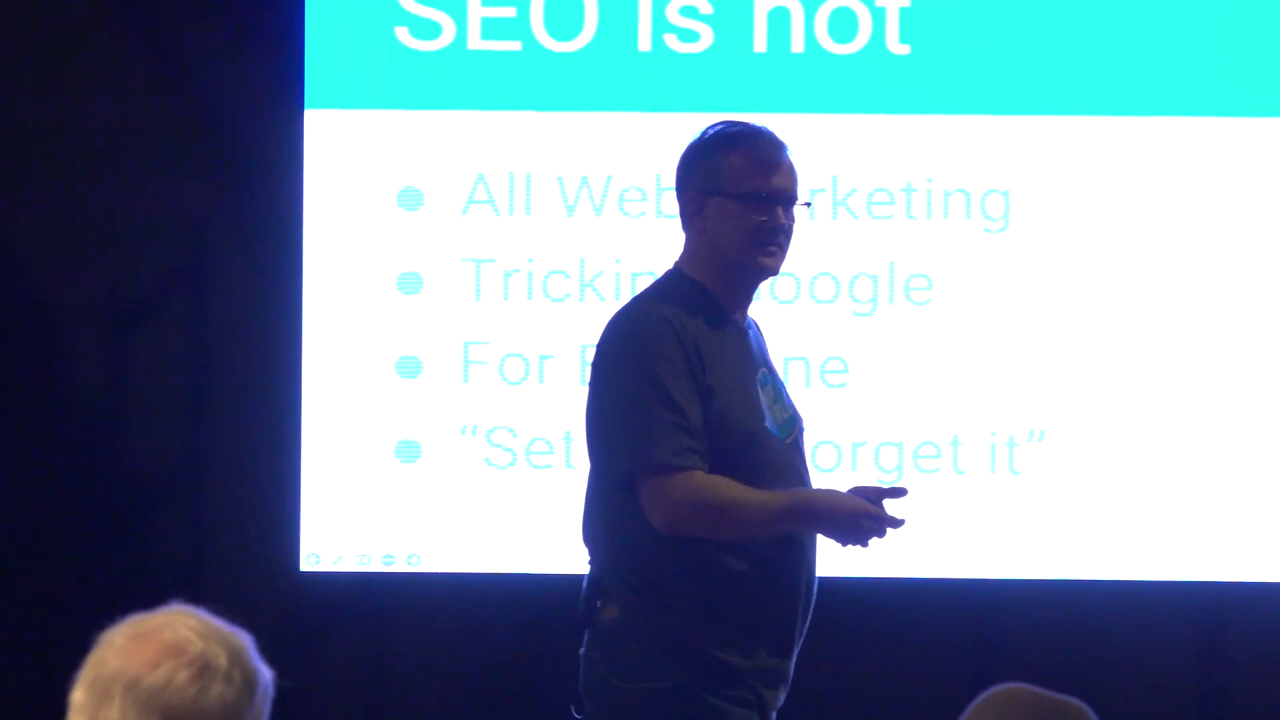 SEO is not
All Web rketing
Trickin oogle
For ne
“Set orget it”